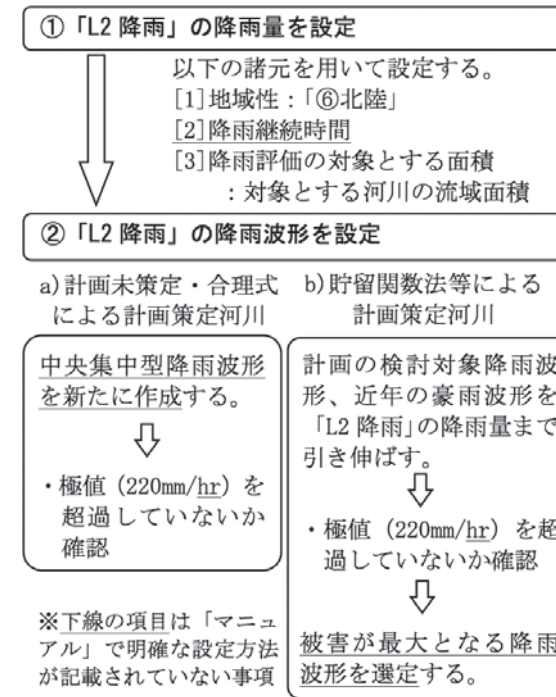 ①「L2 降雨」の降雨量を設定
以下の諸元を用いて設定する。
[1]地域性：「⑥北陸」
[2]降雨継続時間
[3]降雨評価の対象とする面積
：対象とする河川の流域面積
②「L2 降雨」の降雨波形を設定
a)計画未策定・合理式
による計画策定河川
中央集中型降雨波形
を新たに作成する。
・極値（220mm/hr）を
超過していないか
確認
※下線の項目は「マニュ
アル」で明確な設定方法
が記載されていない事項
b)貯留関数法等による
計画策定河川
計画の検討対象降雨波
形、近年の豪雨波形を
「L2 降雨」の降雨量まで
引き伸ばす。
・極値（220mm/hr）を超
過していないか確認
被害が最大となる降雨
波形を選定する。